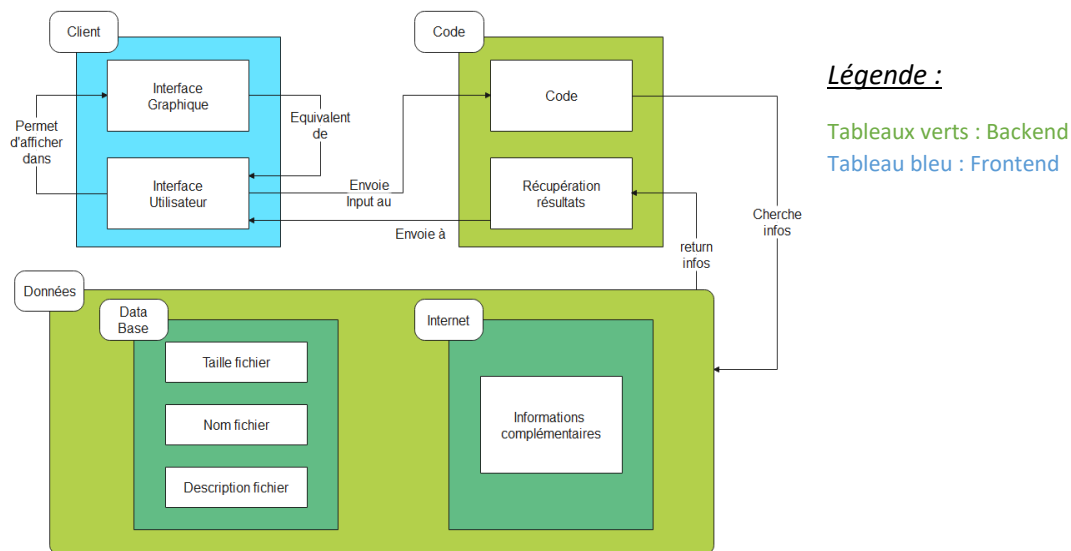 Client
Code
Interface
Graphique
Code
Permet
d'afficher
dans
Equivalent
de
Interface
Utilisateur
Envoie
Input au
Récupération
résultats
Envoie à
return
infos
Cherche
infos
Légende :
Tableaux verts : Backend
Tableau bleu : Frontend
Données
Data
Base
Internet
Taille fichier
Nom fichier
Description fichier
Informations
complémentaires